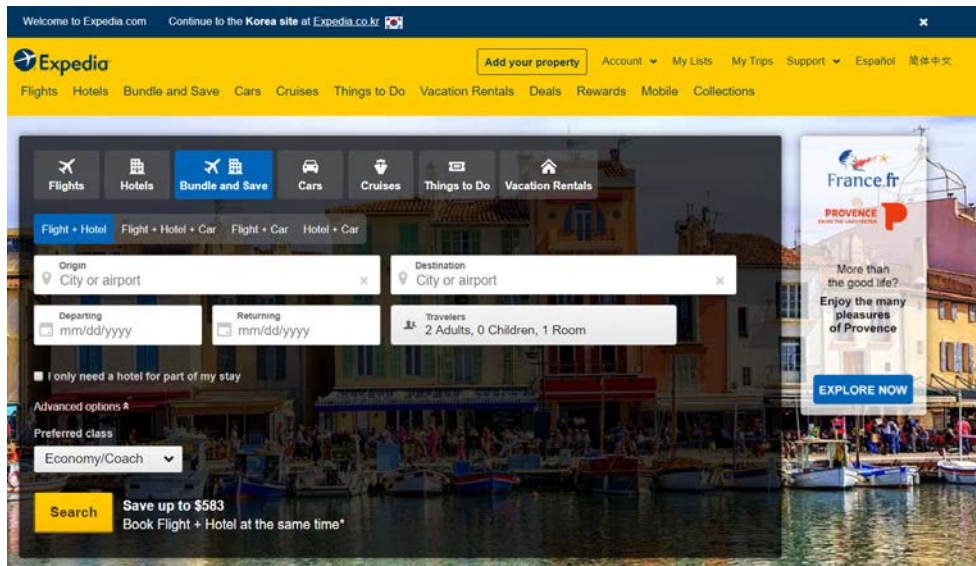 Welcome to Expedia.com Continue to the Korea site at Expedia.co.kr
Expedia
Add your property Account My Lists My Trips Support Español 简体中文
Flights Hotels Bundle and Save Cars Cruises Things to Do Vacation Rentals Deals Rewards Mobile Collections
Flights Hotels Bundle and Save Cars Cruises Things to Do Vacation Rentals
Flight + Hotel Flight + Hotel + Car Flight + Car Hotel + Car
Origin
City or airport
Destination
City or airport
Departing
mm/dd/yyyy
Returning
mm/dd/yyyy
Travelers
2 Adults, 0 Children, 1 Room
I only need a hotel for part of my stay
Advanced options
Preferred class
Economy/Coach
Search
Save up to $583
Book Flight + Hotel at the same time*
France.fr
PROVENCE
ENJOY THE UNEXPECTED
More than
the good life?
Enjoy the many
pleasures
of Provence
EXPLORE NOW